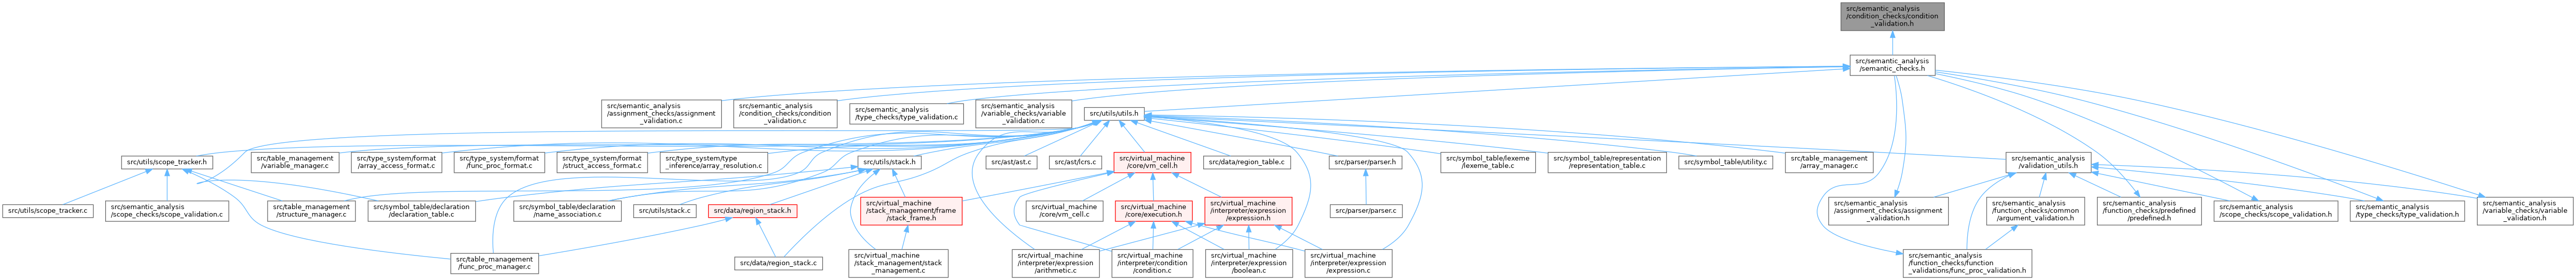 src/semantic_analysis
/condition_checks/condition
_validation.h
src/semantic_analysis
/semantic_checks.h
src/semantic_analysis
/assignment_checks/assignment
_validation.c
src/semantic_analysis
/condition_checks/condition
_validation.c
src/semantic_analysis
/type_checks/type_validation.c
src/semantic_analysis
/variable_checks/variable
_validation.c
src/utils/utils.h
src/utils/scope_tracker.h
src/table_management
/variable_manager.c
src/type_system/format
/array_access_format.c
src/type_system/format
/func_proc_format.c
src/type_system/format
/struct_access_format.c
src/type_system/type
_inference/array_resolution.c
src/utils/stack.h
src/ast/ast.c
src/ast/lcrs.c
src/virtual_machine
/core/vm_cell.h
src/data/region_table.c
src/parser/parser.h
src/symbol_table/lexeme
/lexeme_table.c
src/symbol_table/representation
/representation_table.c
src/symbol_table/utility.c
src/table_management
/array_manager.c
src/semantic_analysis
/validation_utils.h
src/utils/scope_tracker.c
src/semantic_analysis
/scope_checks/scope_validation.c
src/table_management
/structure_manager.c
src/symbol_table/declaration
/declaration_table.c
src/symbol_table/declaration
/name_association.c
src/utils/stack.c
src/data/region_stack.h
src/virtual_machine
/stack_management/frame
/stack_frame.h
src/virtual_machine
/core/vm_cell.c
src/virtual_machine
/core/execution.h
src/virtual_machine
/interpreter/expression
/expression.h
src/parser/parser.c
src/semantic_analysis
/assignment_checks/assignment
_validation.h
src/semantic_analysis
/function_checks/common
/argument_validation.h
src/semantic_analysis
/function_checks/predefined
/predefined.h
src/semantic_analysis
/scope_checks/scope_validation.h
src/semantic_analysis
/type_checks/type_validation.h
src/semantic_analysis
/variable_checks/variable
_validation.h
src/table_management
/func_proc_manager.c
src/data/region_stack.c
src/virtual_machine
/stack_management/stack
_management.c
src/virtual_machine
/interpreter/expression
/arithmetic.c
src/virtual_machine
/interpreter/condition
/condition.c
src/virtual_machine
/interpreter/expression
/boolean.c
src/virtual_machine
/interpreter/expression
/expression.c
src/semantic_analysis
/function_checks/function
_validations/func_proc_validation.h